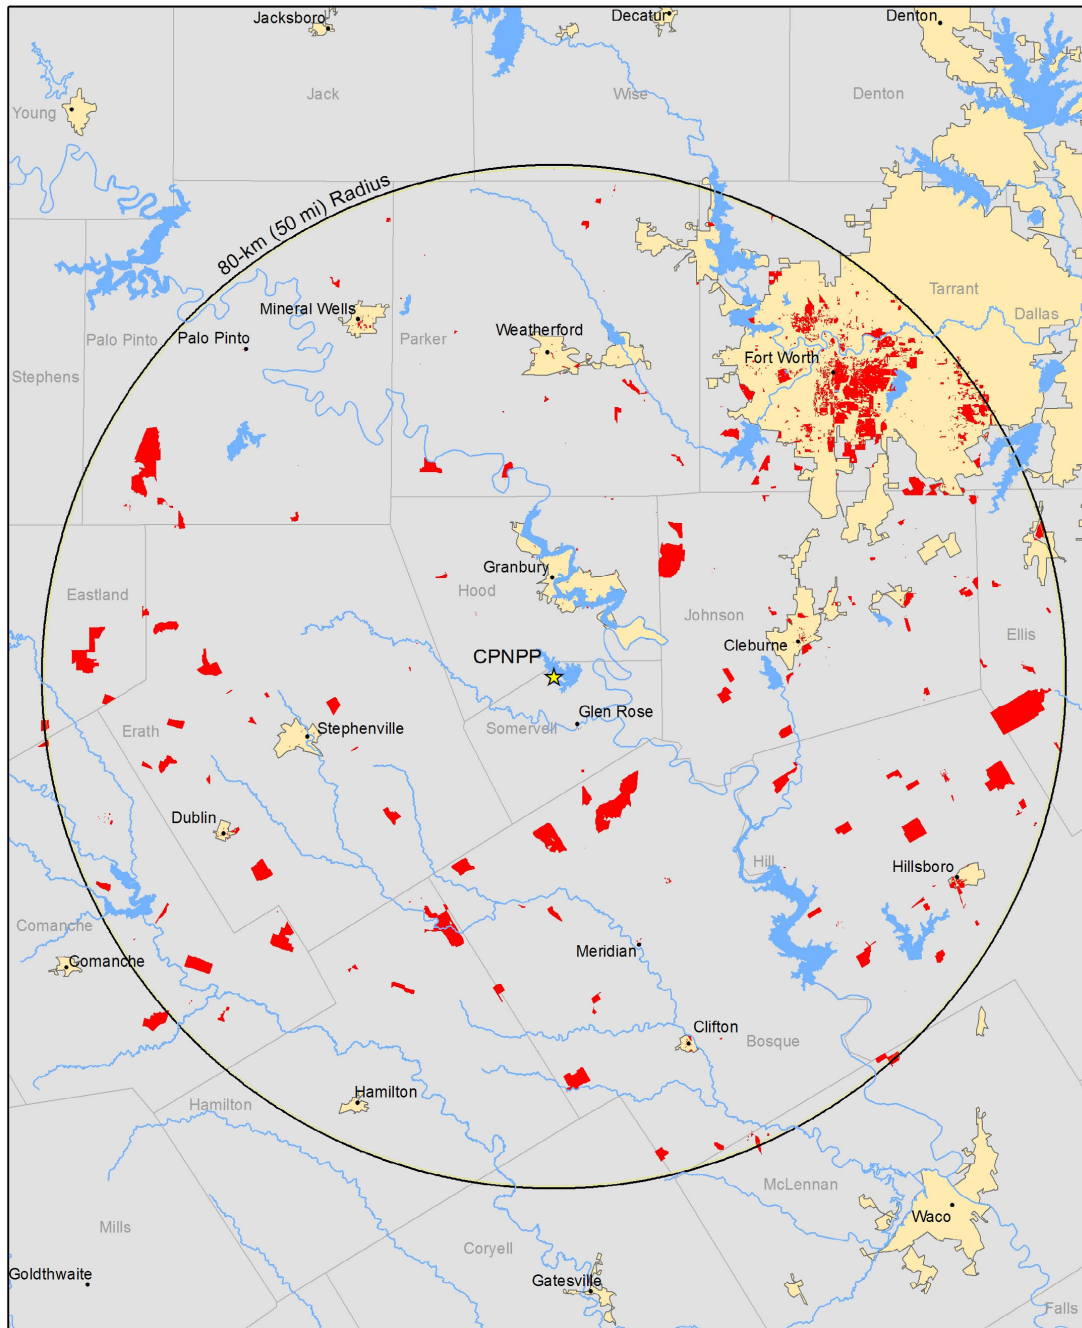 Jacksboro
Decatur
Denton
Young
Jack
Wise
Denton
80-km (50 mi) Radius
Tarrant
Dallas
Mineral Wells
Palo Pinto
Palo Pinto
Parker
Weatherford
Fort Worth
Stephens
Granbury
Hood
Eastland
Johnson
Ellis
Cleburne
CPNPP
Glen Rose
Somervell
Erath
Stephenville
Dublin
Hill
Hillsboro
Comanche
Comanche
Meridian
Clifton
Bosque
Hamilton
Hamilton
McLennan
Waco
Mills
Coryell
Goldthwaite
Gatesville
Falls